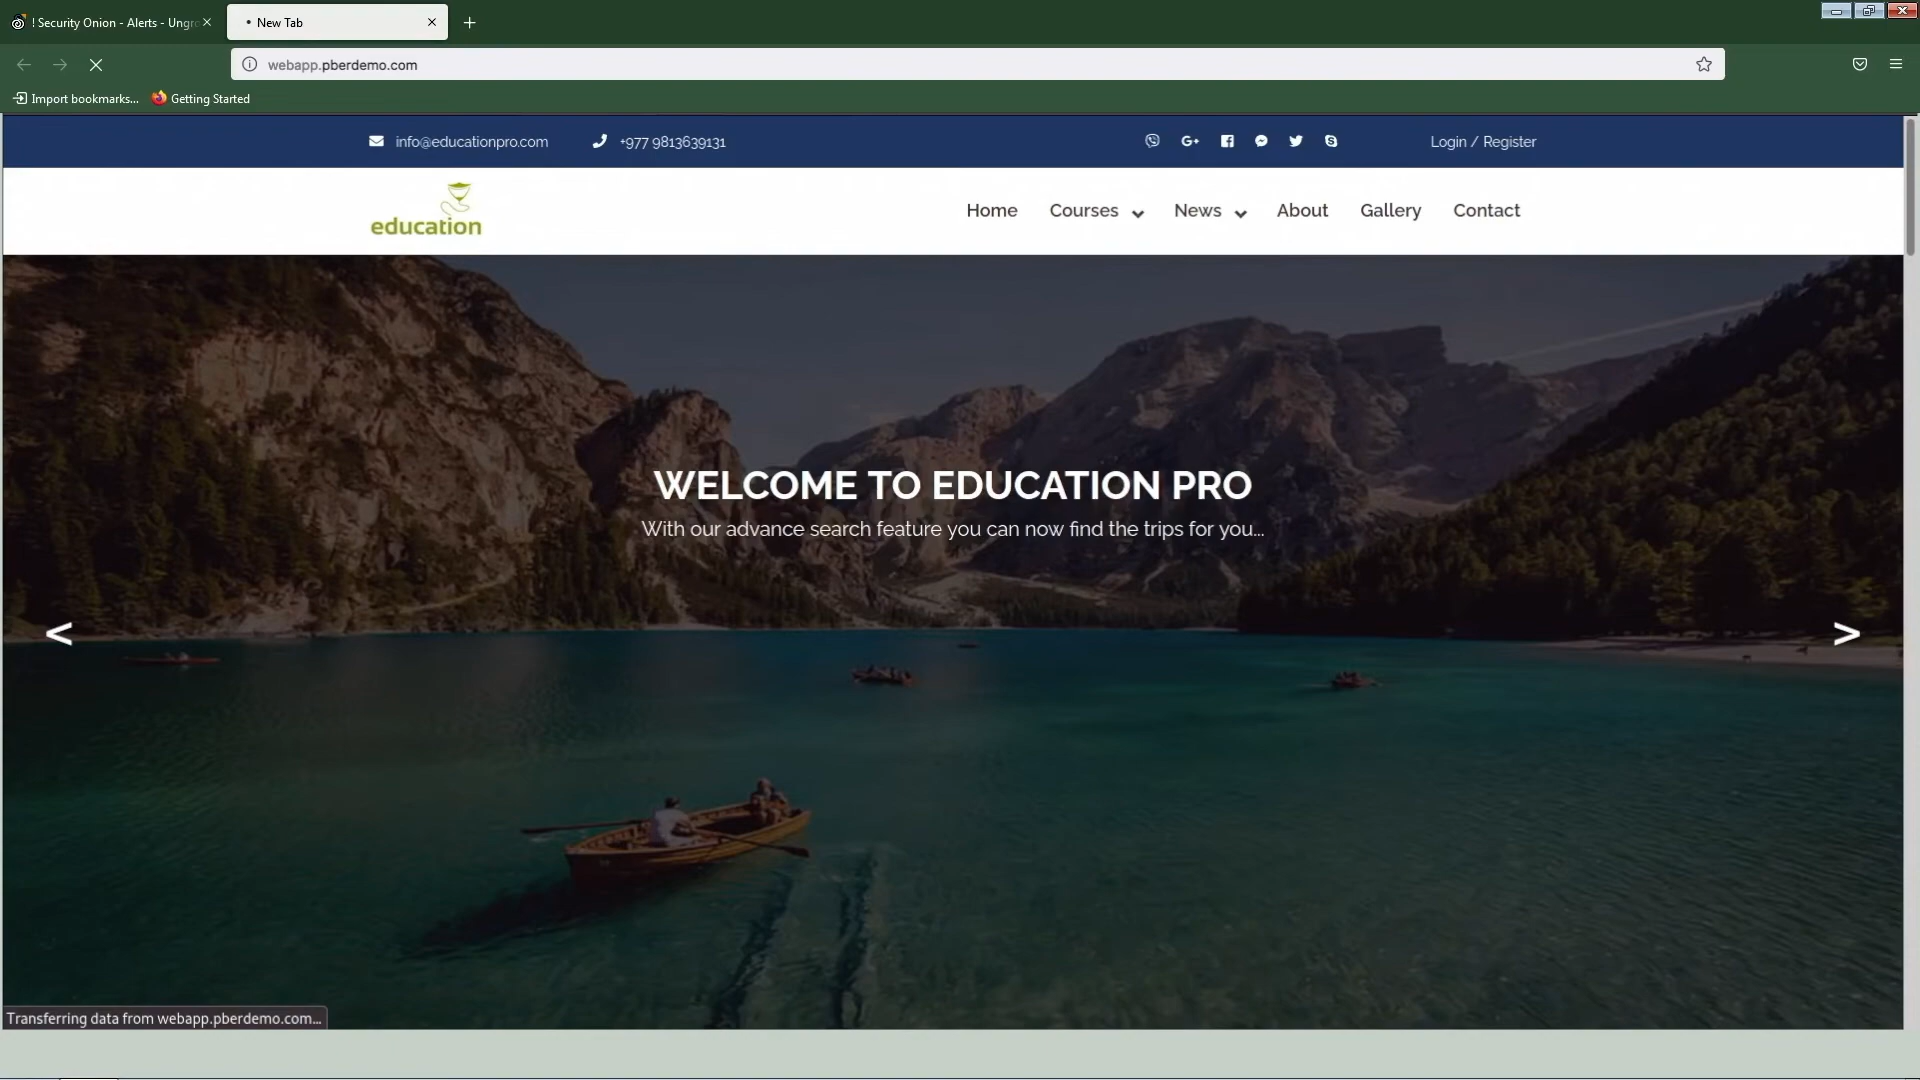 ! Security Onion - Alerts - Ungro
New Tab
webapp.pberdemo.com
Import bookmarks...
Getting Started
info@educationpro.com
+977 9813639131
Login / Register
education
Home
Courses
News
About
Gallery
Contact
WELCOME TO EDUCATION PRO
With our advance search feature you can now find the trips for you...
<
>
Transferring data from webapp.pberdemo.com...